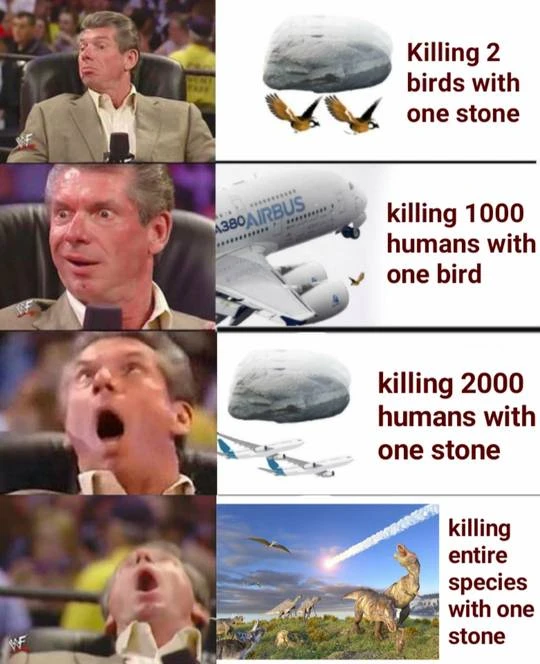 Killing 2
birds with
one stone
A380 AIRBUS
killing 1000
humans with
one bird
killing 2000
humans with
one stone
killing
entire
species
with one
stone